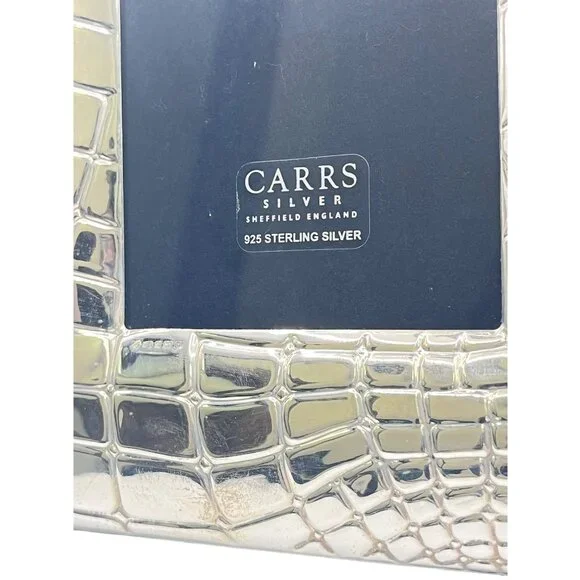 CARRS
SILVER
SHEFFIELD ENGLAND
925 STERLING SILVER